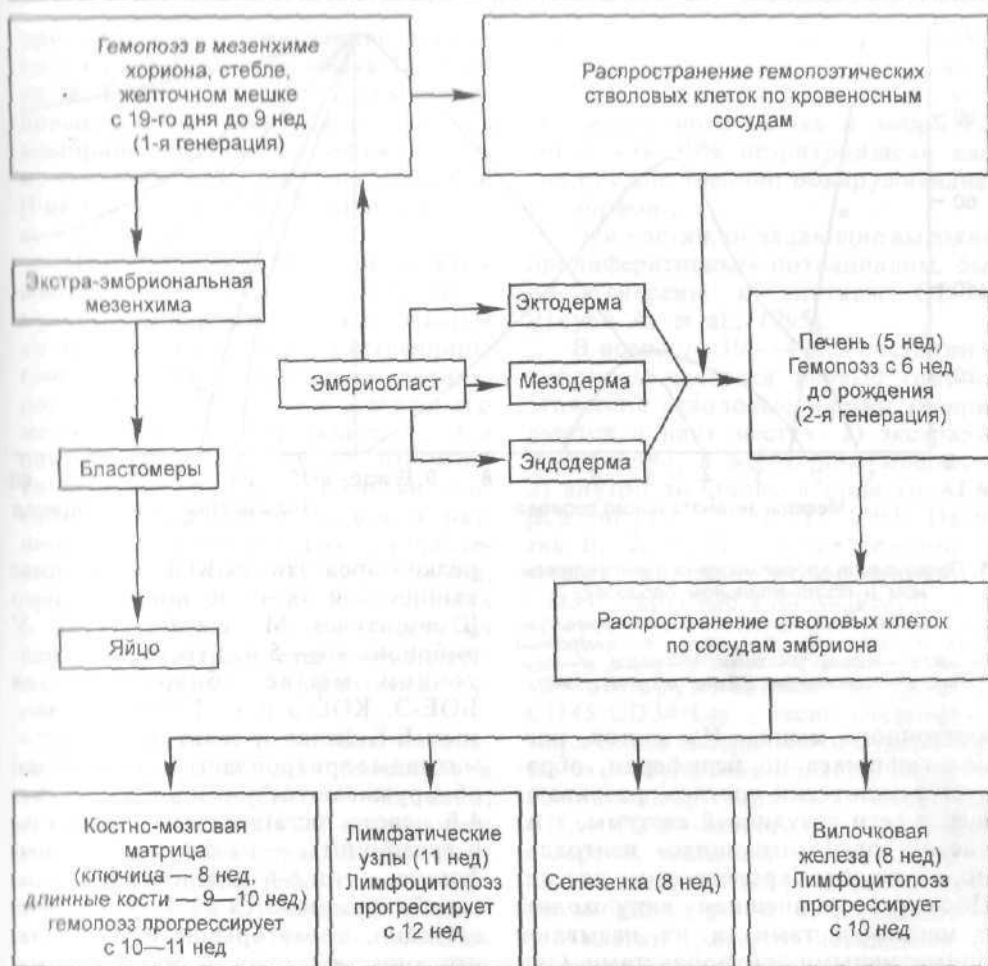 Гемопоэз в мезенхиме
хориона, стебле,
желточном мешке
с 19-го дня до 9 нед
(1-я генерация)
Распространение гемопоэтических
стволовых клеток по кровеносным
сосудам
Экстра-эмбриональная
мезенхима
Эктодерма
Эмбриобласт
Мезодерма
Эндодерма
Печень (5 нед)
Гемопоэз с 6 нед
до рождения
(2-я генерация)
Бластомеры
Яйцо
Распространение стволовых клеток
по сосудам эмбриона
Костно-мозговая
матрица
(ключица — 8 нед,
длинные кости — 9—10 нед)
гемопоэз прогрессирует
с 10—11 нед
Лимфатические
узлы (11 нед)
Лимфоцитопоэз
прогрессирует
с 12 нед
Селезенка (8 нед)
Вилочковая
железа (8 нед)
Лимфоцитопоэз
прогрессирует
с 10 нед